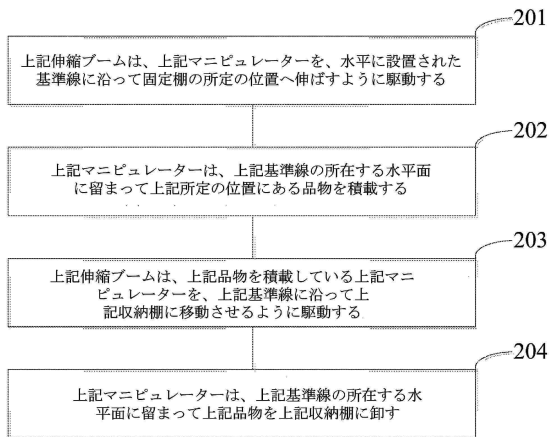 201
上記伸縮ブームは、上記マニピュレーターを、水平に設置された
基準線に沿って固定棚の所定の位置へ伸ばすように駆動する
202
上記マニピュレーターは、上記基準線の所在する水平面
に留まって上記所定の位置にある品物を積載する
203
上記伸縮ブームは、上記品物を積載している上記マニ
ピュレーターを、上記基準線に沿って上
記収納棚に移動させるように駆動する
204
上記マニピュレーターは、上記基準線の所在する水
平面に留まって上記品物を上記収納棚に卸す